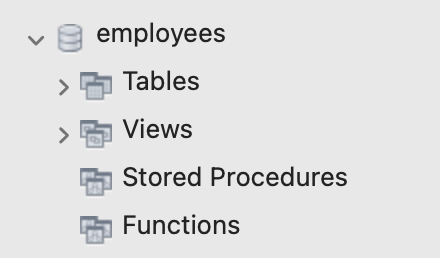 employees
Tables
Views
Stored Procedures
Functions